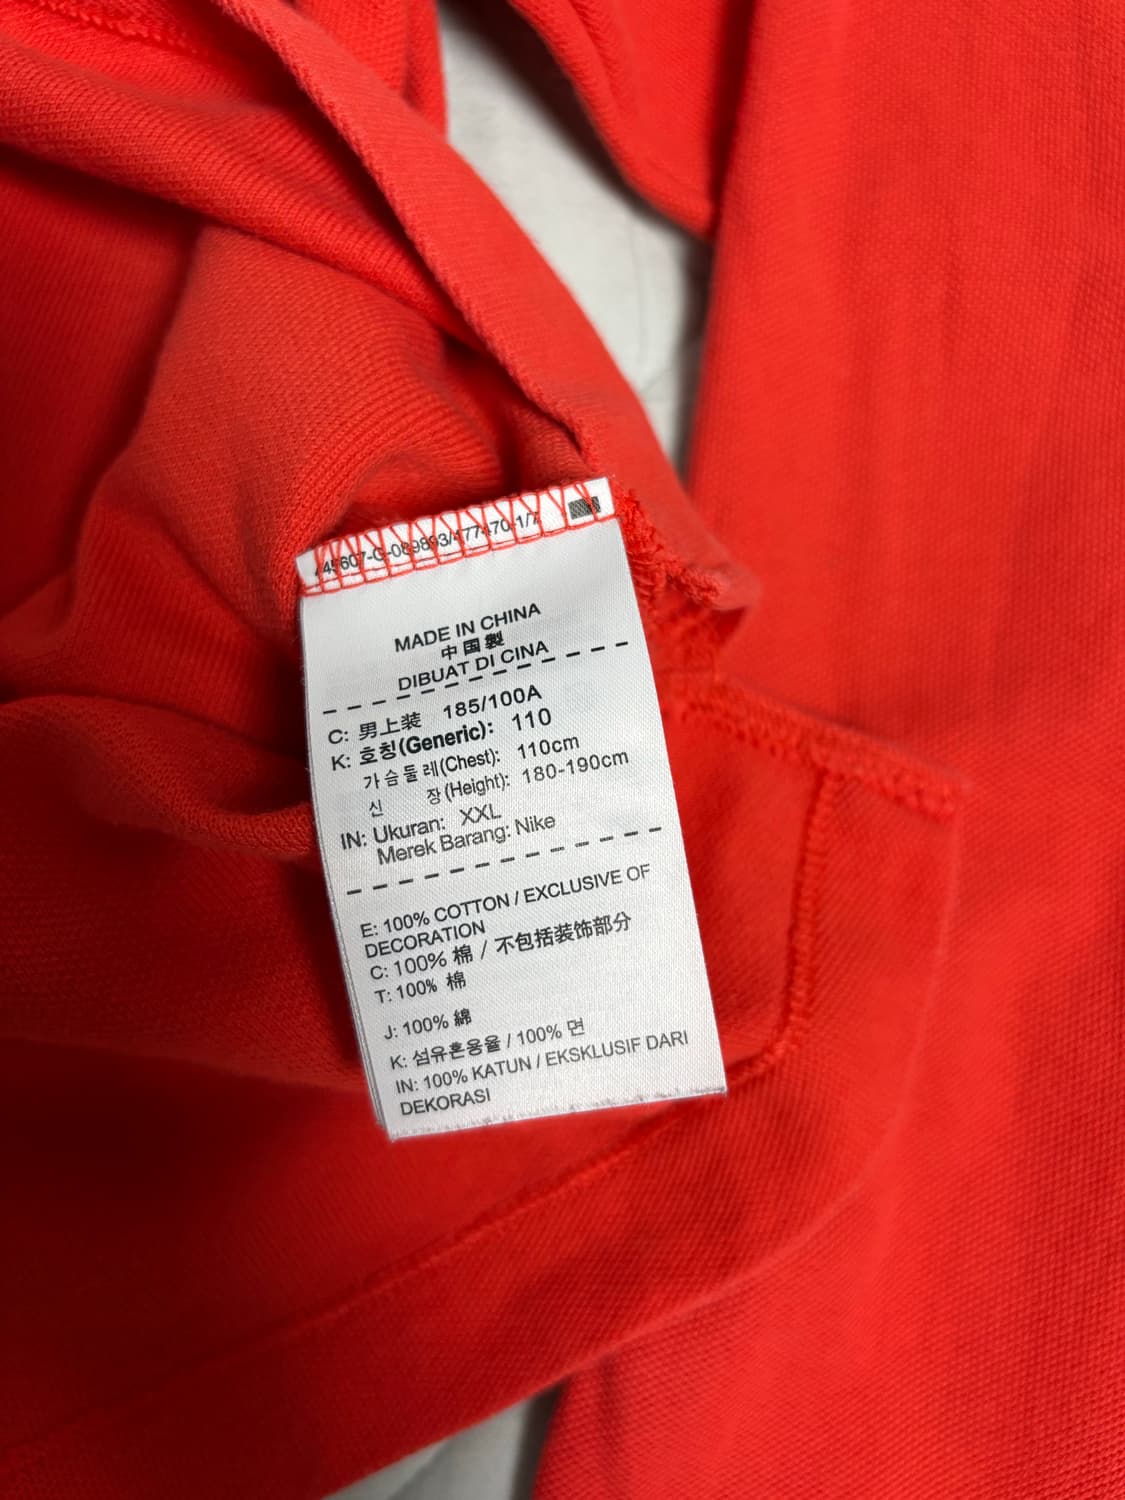 MADE IN CHINA
中国製
DIBUAT DI CINA
C: 男上装 185/100A
K: 호칭(Generic): 110
가슴둘레(Chest): 110cm
신 장(Height): 180-190cm
IN: Ukuran: XXL
Merek Barang: Nike
E: 100% COTTON / EXCLUSIVE OF
DECORATION
C: 100% 棉 / 不包括装饰部分
T: 100% 棉
J: 100% 綿
K: 섬유혼용율 / 100% 면
IN: 100% KATUN / EKSKLUSIF DARI
DEKORASI